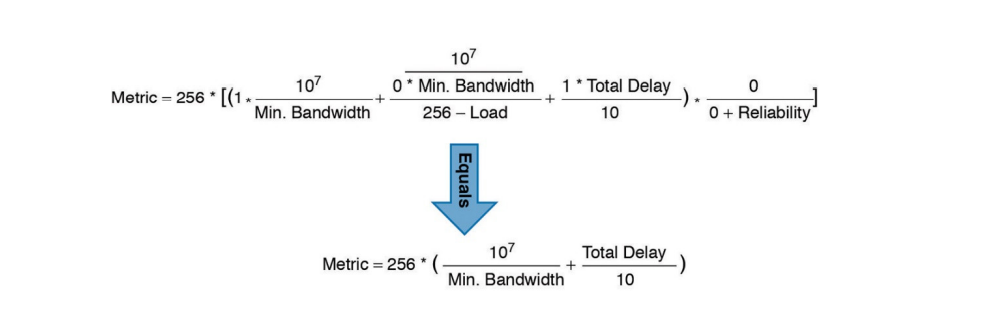 Metric = 256 * [(1 * 10^7 / Min. Bandwidth + 10^7 / 0 * Min. Bandwidth / 256 – Load + 1 * Total Delay / 10) * 0 / 0 + Reliability]
Equals
Metric = 256 * (10^7 / Min. Bandwidth + Total Delay / 10)